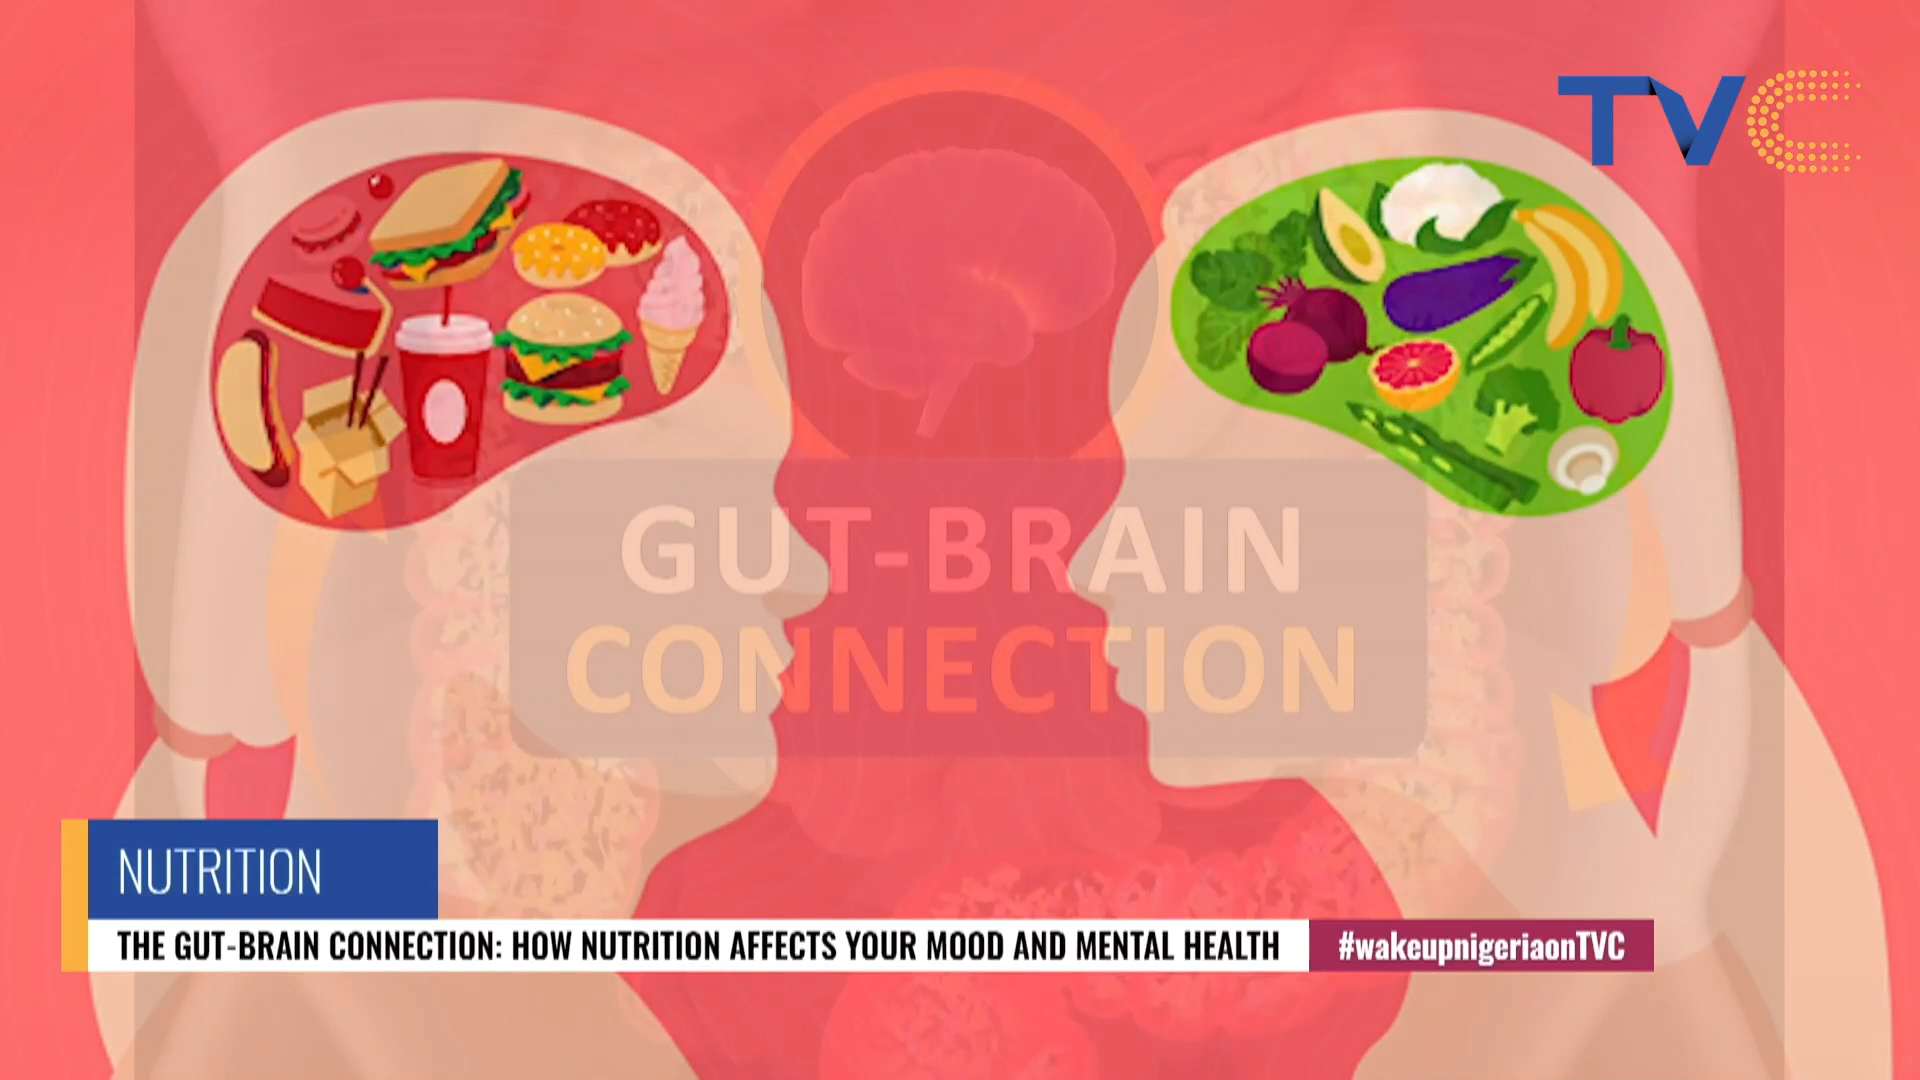 TVC
GUT-BRAIN
CONNECTION
NUTRITION
THE GUT-BRAIN CONNECTION: HOW NUTRITION AFFECTS YOUR MOOD AND MENTAL HEALTH
#wakeupnigeriaonTVC